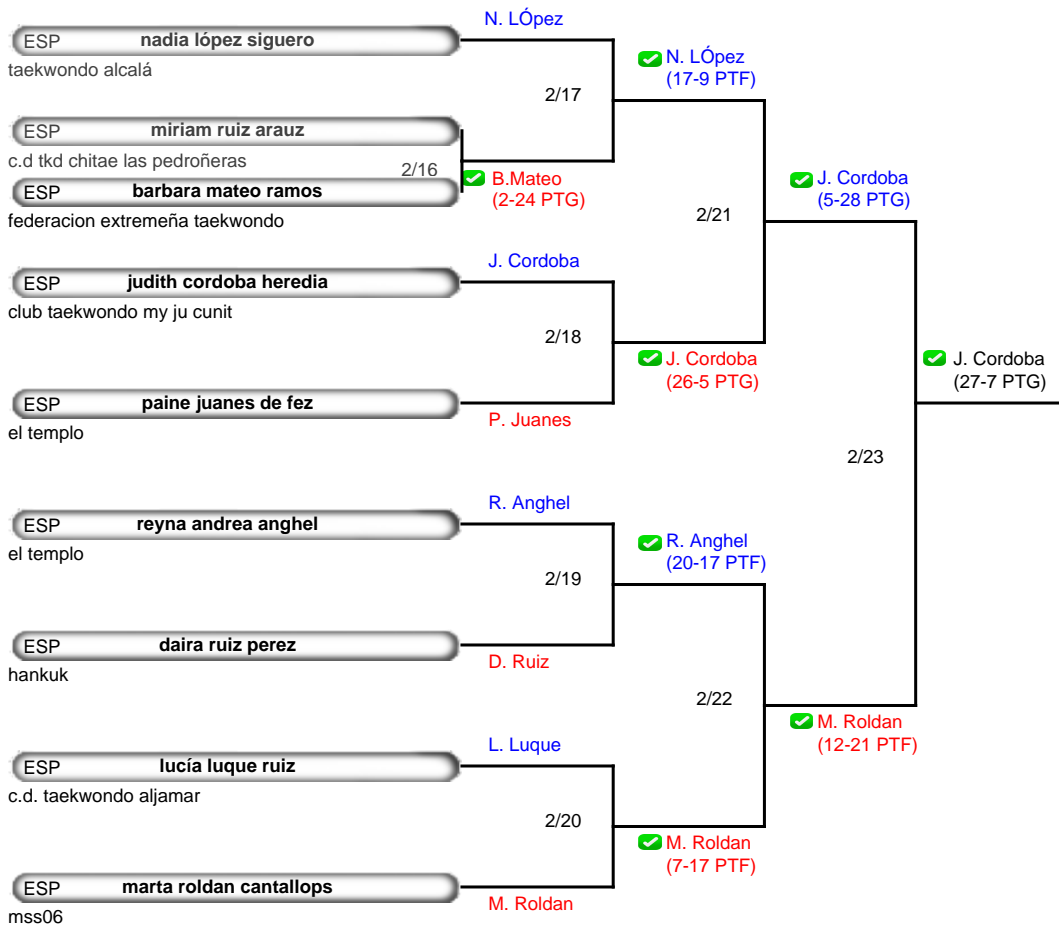 N. LÓpez
ESP nadia lópez siguero
taekwondo alcalá
N. LÓpez
(17-9 PTF)
2/17
ESP miriam ruiz arauz
c.d tkd chitae las pedroñeras
2/16
B.Mateo
(2-24 PTG)
ESP barbara mateo ramos
federacion extremeña taekwondo
J. Cordoba
(5-28 PTG)
2/21
J. Cordoba
ESP judith cordoba heredia
club taekwondo my ju cunit
2/18
J. Cordoba
(26-5 PTG)
J. Cordoba
(27-7 PTG)
ESP paine juanes de fez
el templo
P. Juanes
2/23
R. Anghel
ESP reyna andrea anghel
el templo
R. Anghel
(20-17 PTF)
2/19
ESP daira ruiz perez
hankuk
D. Ruiz
2/22
M. Roldan
(12-21 PTF)
L. Luque
ESP lucía luque ruiz
c.d. taekwondo aljamar
2/20
M. Roldan
(7-17 PTF)
ESP marta roldan cantallops
mss06
M. Roldan